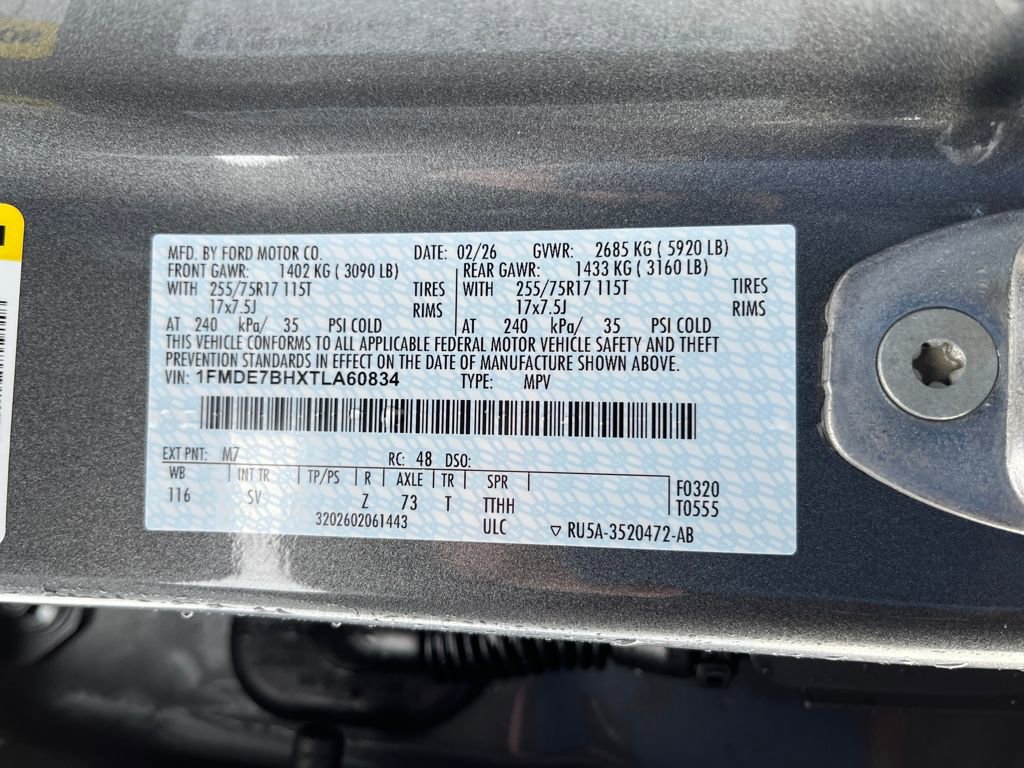 MFD. BY FORD MOTOR CO. DATE: 02/26 GVWR: 2685 KG ( 5920 LB)
FRONT GAWR: 1402 KG ( 3090 LB) REAR GAWR: 1433 KG ( 3160 LB)
WITH 255/75R17 115T TIRES WITH 255/75R17 115T TIRES
17x7.5J RIMS 17x7.5J RIMS
AT 240 kPa/ 35 PSI COLD AT 240 kPa/ 35 PSI COLD
THIS VEHICLE CONFORMS TO ALL APPLICABLE FEDERAL MOTOR VEHICLE SAFETY AND THEFT
PREVENTION STANDARDS IN EFFECT ON THE DATE OF MANUFACTURE SHOWN ABOVE.
VIN: 1FMDE7BHXTLA60834 TYPE: MPV
EXT PNT: M7 RC: 48 DSO:
WB INT TR TP/PS R AXLE TR SPR F0320
116 SV Z 73 T TTHH T0555
3202602061443 ULC RU5A-3520472-AB